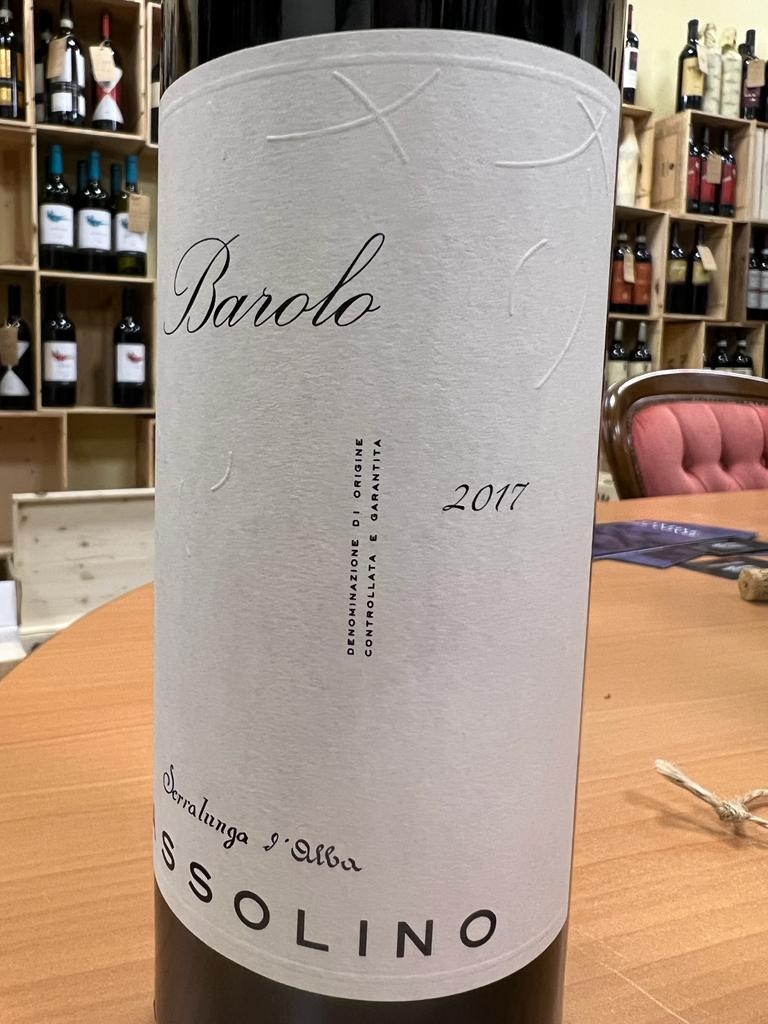 Barolo
2017
DENOMINAZIONE DI ORIGINE
CONTROLLATA E GARANTITA
Serralunga d'Alba
SSOLINO